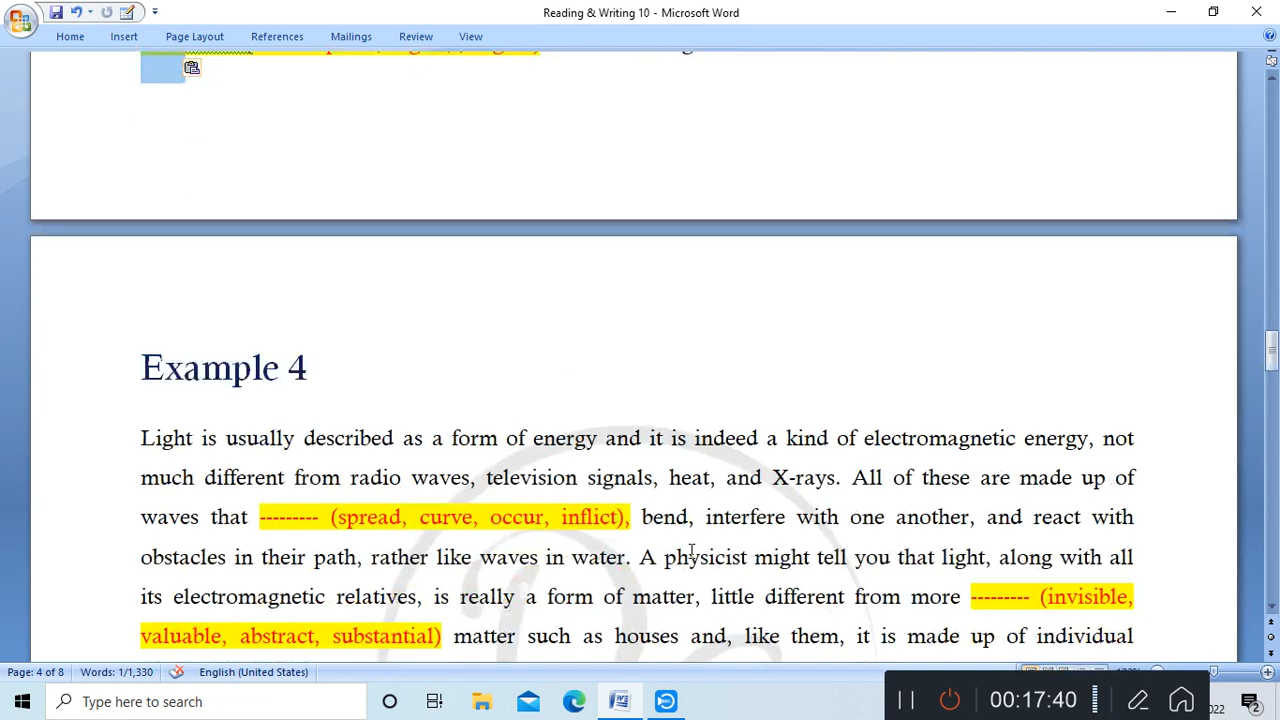 Reading & Writing 10 - Microsoft Word
Home Insert Page Layout References Mailings Review View
Example 4
Light is usually described as a form of energy and it is indeed a kind of electromagnetic energy, not
much different from radio waves, television signals, heat, and X-rays. All of these are made up of
waves that --------- (spread, curve, occur, inflict), bend, interfere with one another, and react with
obstacles in their path, rather like waves in water. A physicist might tell you that light, along with all
its electromagnetic relatives, is really a form of matter, little different from more --------- (invisible,
valuable, abstract, substantial) matter such as houses and, like them, it is made up of individual
Page: 4 of 8 Words: 1/1,330 English (United States)
Type here to search
00:17:40
2